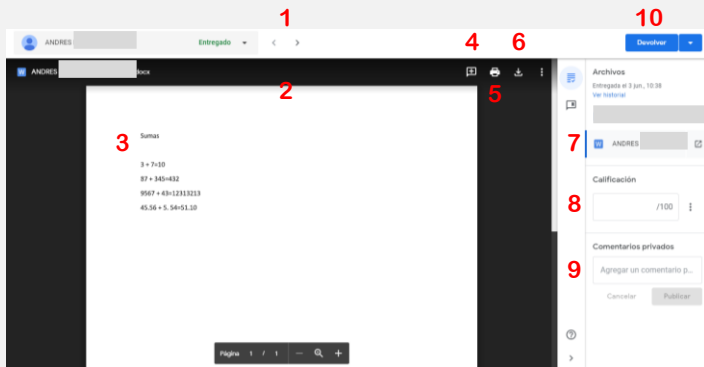 1
10
ANDRES
Entregado
Devolver
4
6
ANDRES
docx
2
5
Archivos
Entregada el 3 jun., 10:38
Ver historial
3
Sumas
7
ANDRES
3 + 7=10
87 + 345=432
9567 + 43=12313213
45.56 + 5. 54=51.10
Calificación
8
/100
Comentarios privados
9
Agregar un comentario p...
Cancelar
Publicar
Página 1 / 1